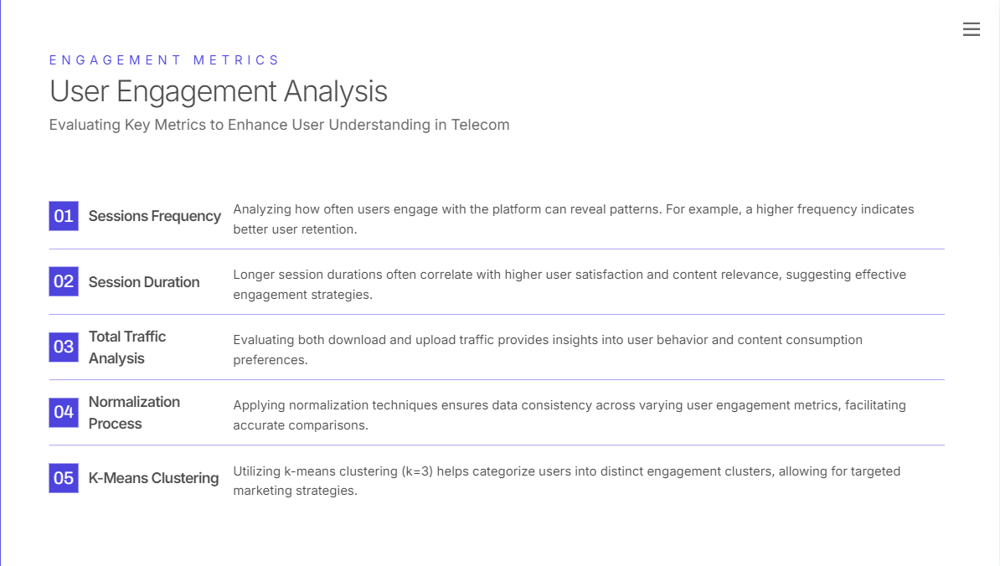 ENGAGEMENT METRICS
User Engagement Analysis
Evaluating Key Metrics to Enhance User Understanding in Telecom
01
Sessions Frequency
Analyzing how often users engage with the platform can reveal patterns. For example, a higher frequency indicates
better user retention.
02
Session Duration
Longer session durations often correlate with higher user satisfaction and content relevance, suggesting effective
engagement strategies.
03
Total Traffic
Analysis
Evaluating both download and upload traffic provides insights into user behavior and content consumption
preferences.
04
Normalization
Process
Applying normalization techniques ensures data consistency across varying user engagement metrics, facilitating
accurate comparisons.
05
K-Means Clustering
Utilizing k-means clustering (k=3) helps categorize users into distinct engagement clusters, allowing for targeted
marketing strategies.